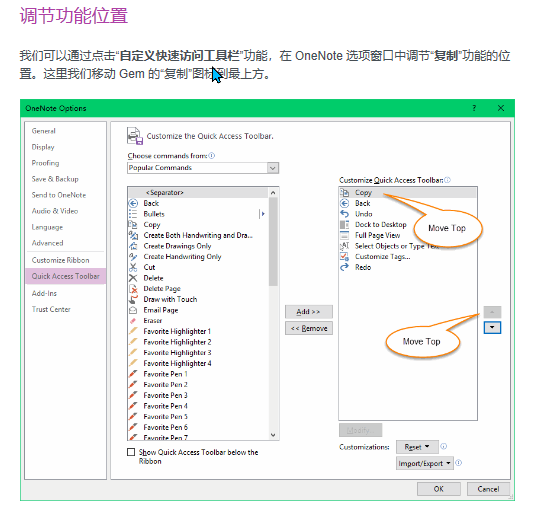 调节功能位置
我们可以通过点击“自定义快速访问工具栏”功能，在 OneNote 选项窗口中调节“复制”功能的位
置。这里我们移动 Gem 的“复制”图标到最上方。
OneNote Options
General
Display
Proofing
Save & Backup
Send to OneNote
Audio & Video
Language
Advanced
Customize Ribbon
Quick Access Toolbar
Add-Ins
Trust Center
Customize the Quick Access Toolbar.
Choose commands from:
Popular Commands
<Separator>
Back
Bullets
Copy
Create Both Handwriting and Dra...
Create Drawings Only
Create Handwriting Only
Cut
Delete
Delete Page
Draw with Touch
Email Page
Eraser
Favorite Highlighter 1
Favorite Highlighter 2
Favorite Highlighter 3
Favorite Highlighter 4
Favorite Pen 1
Favorite Pen 2
Favorite Pen 3
Favorite Pen 4
Favorite Pen 5
Favorite Pen 6
Favorite Pen 7
Show Quick Access Toolbar below the
Ribbon
Add >>
<< Remove
Customize Quick Access Toolbar:
Copy
Back
Undo
Dock to Desktop
Full Page View
Select Objects or Type Text
Customize Tags...
Redo
Move Top
Move Top
Modify...
Customizations:
Reset
Import/Export
OK
Cancel